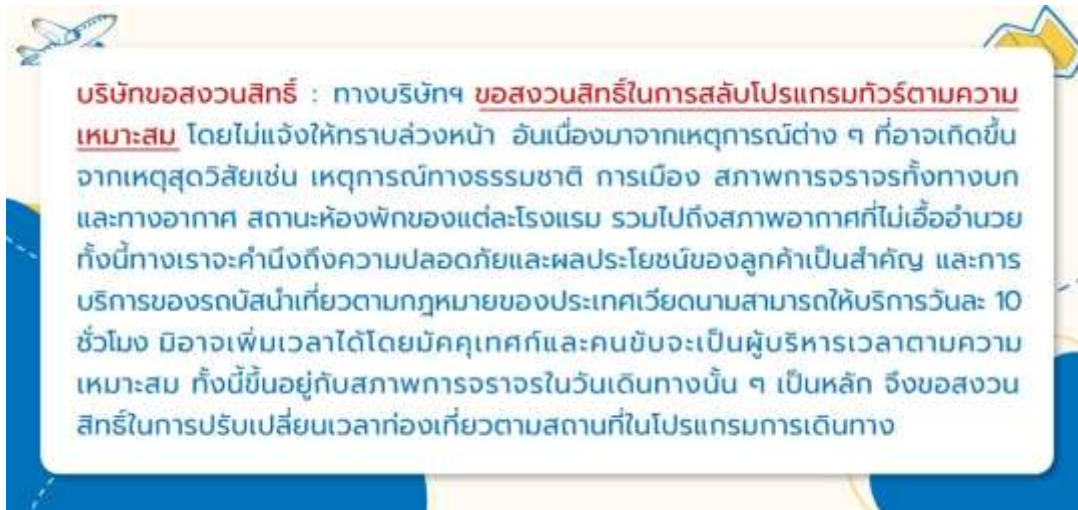 บริษัทขอสงวนสิทธิ์ : ทางบริษัทฯ ขอสงวนสิทธิ์ในการสลับโปรแกรมทัวร์ตามความ
เหมาะสม โดยไม่แจ้งให้ทราบล่วงหน้า อันเนื่องมาจากเหตุการณ์ต่าง ๆ ที่อาจเกิดขึ้น
จากเหตุสุดวิสัยเช่น เหตุการณ์ทางธรรมชาติ การเมือง สภาพการจราจรทั้งทางบก
และทางอากาศ สถานะห้องพักของแต่ละโรงแรม รวมไปถึงสภาพอากาศที่ไม่เอื้ออำนวย
ทั้งนี้ทางเราจะคำนึงถึงความปลอดภัยและผลประโยชน์ของลูกค้าเป็นสำคัญ และการ
บริการของรถบัสนำเที่ยวตามกฎหมายของประเทศเวียดนามสามารถให้บริการวันละ 10
ชั่วโมง มิอาจเพิ่มเวลาได้โดยมัคคุเทศก์และคนขับจะเป็นผู้บริหารเวลาตามความ
เหมาะสม ทั้งนี้ขึ้นอยู่กับสภาพการจราจรในวันเดินทางนั้น ๆ เป็นหลัก จึงขอสงวน
สิทธิ์ในการปรับเปลี่ยนเวลาท่องเที่ยวตามสถานที่ในโปรแกรมการเดินทาง